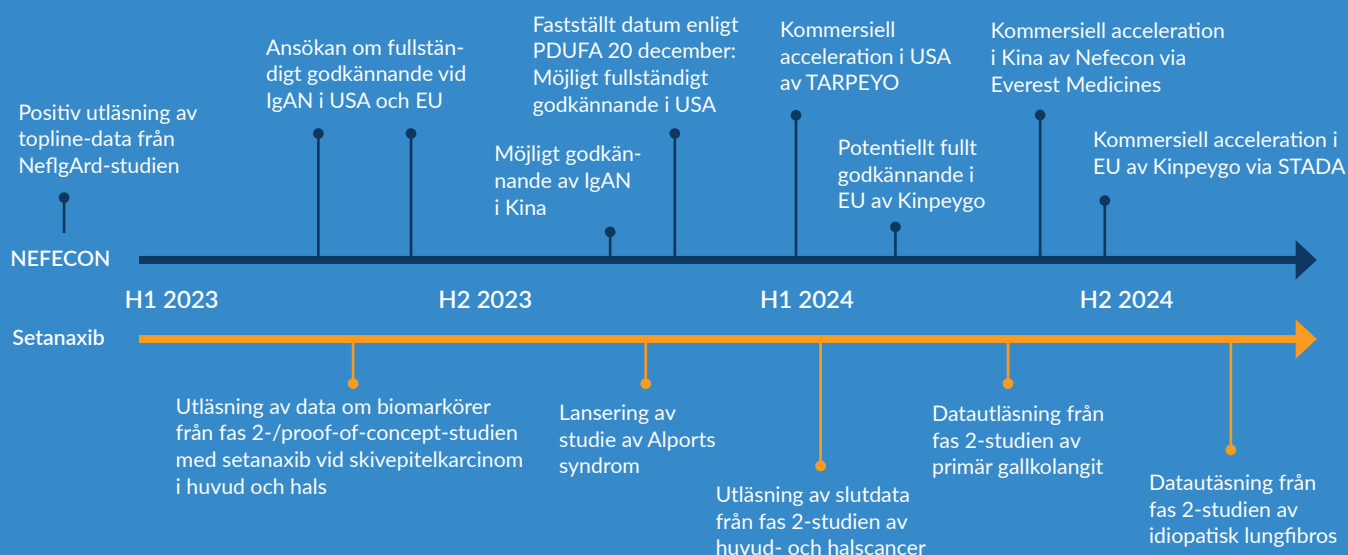 Positiv utläsning av
topline-data från
NefIgArd-studien
Ansökan om fullstän-
digt godkännande vid
IgAN i USA och EU
Möjligt godkän-
nande av IgAN
i Kina
Fastställt datum enligt
PDUFA 20 december:
Möjligt fullständigt
godkännande i USA
Kommersiell
acceleration i USA
av TARPEYO
Potentiellt fullt
godkännande i
EU av Kinpeygo
Kommersiell acceleration
i Kina av Nefecon via
Everest Medicines
Kommersiell acceleration i
EU av Kinpeygo via STADA
NEFECON
H1 2023
H2 2023
H1 2024
H2 2024
Setanaxib
Utläsning av data om biomarkörer
från fas 2-/proof-of-concept-studien
med setanaxib vid skivepitelkarcinom
i huvud och hals
Lansering av
studie av Alports
syndrom
Utläsning av slutdata
från fas 2-studien av
huvud- och halscancer
Datautläsning från
fas 2-studien av
primär gallkolangit
Datautäsning från
fas 2-studien av
idiopatisk lungfibros